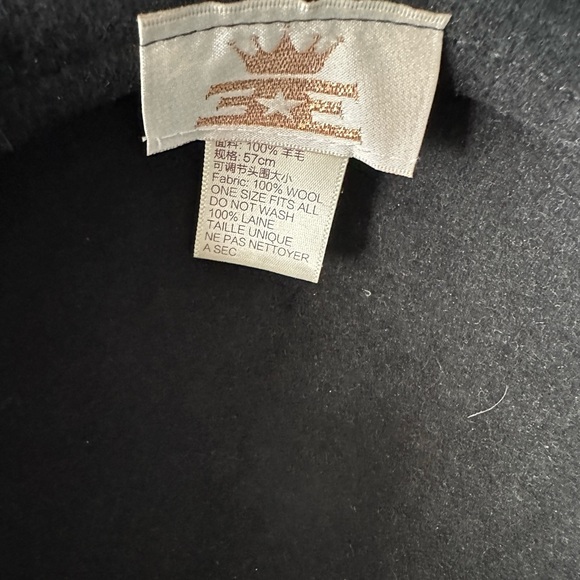 面料: 100% 羊毛
规格: 57cm
可调节头围大小
Fabric: 100% WOOL
ONE SIZE FITS ALL
DO NOT WASH
100% LAINE
TAILLE UNIQUE
NE PAS NETTOYER
A SEC